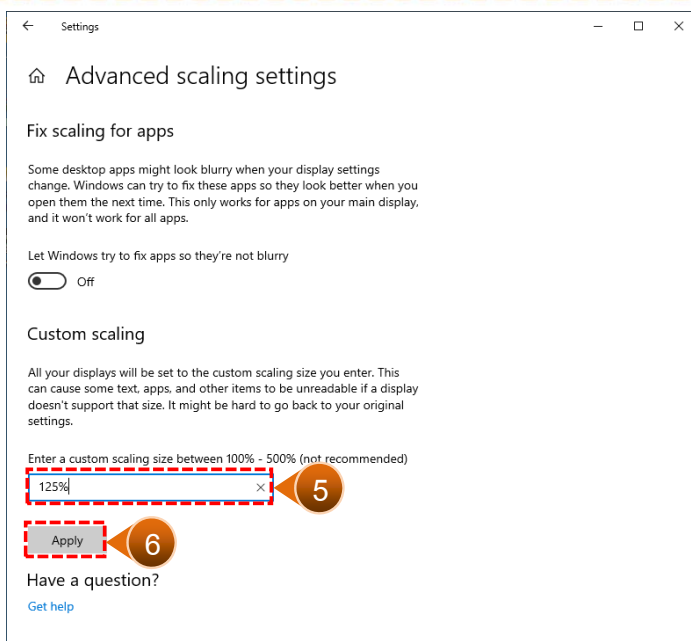 Settings
Advanced scaling settings
Fix scaling for apps
Some desktop apps might look blurry when your display settings
change. Windows can try to fix these apps so they look better when you
open them the next time. This only works for apps on your main display,
and it won't work for all apps.
Let Windows try to fix apps so they're not blurry
Off
Custom scaling
All your displays will be set to the custom scaling size you enter. This
can cause some text, apps, and other items to be unreadable if a display
doesn't support that size. It might be hard to go back to your original
settings.
Enter a custom scaling size between 100% - 500% (not recommended)
125%
5
Apply
6
Have a question?
Get help